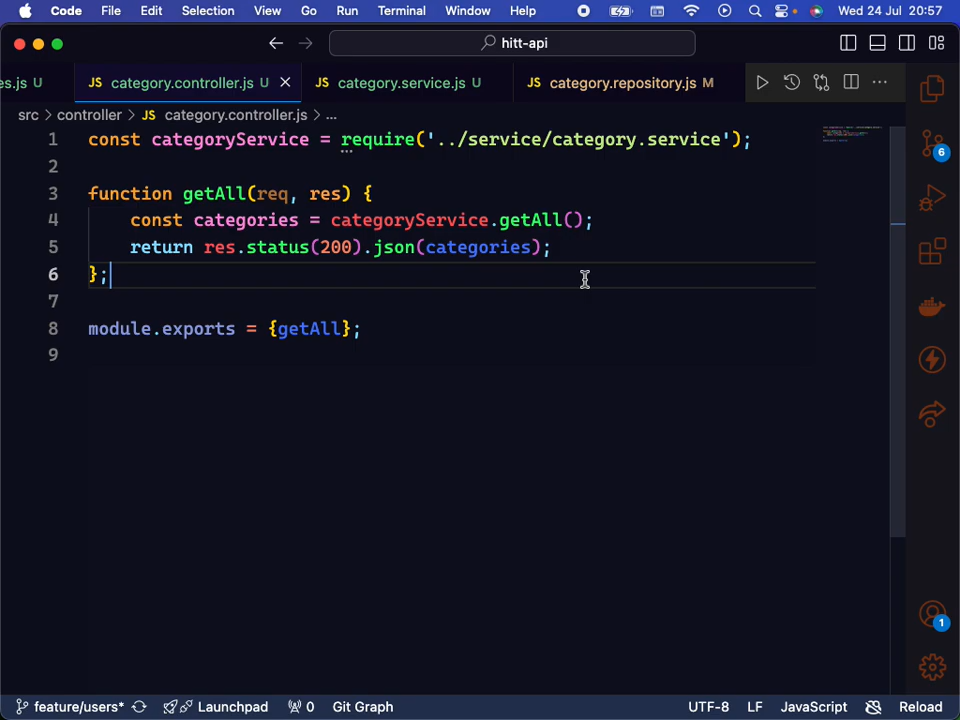 Code File Edit Selection View Go Run Terminal Window Help Wed 24 Jul 20:57
hitt-api
es.js U category.controller.js U category.service.js U category.repository.js M
src › controller › JS category.controller.js › ...
1 const categoryService = require('../service/category.service');
2
3 function getAll(req, res) {
4 const categories = categoryService.getAll();
5 return res.status(200).json(categories);
6 };
7
8 module.exports = {getAll};
9
6
1
feature/users* Launchpad 0 Git Graph UTF-8 LF JavaScript Reload